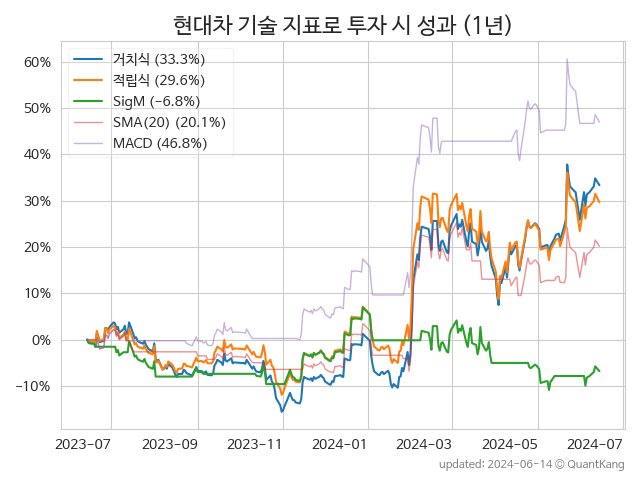 현대차 기술 지표로 투자 시 성과 (1년)
거치식 (33.3%)
적립식 (29.6%)
SigM (−6.8%)
SMA(20) (20.1%)
MACD (46.8%)
60%
50%
40%
30%
20%
10%
0%
−10%
2023-07 2023-09 2023-11 2024-01 2024-03 2024-05 2024-07
updated: 2024-06-14 © QuantKang